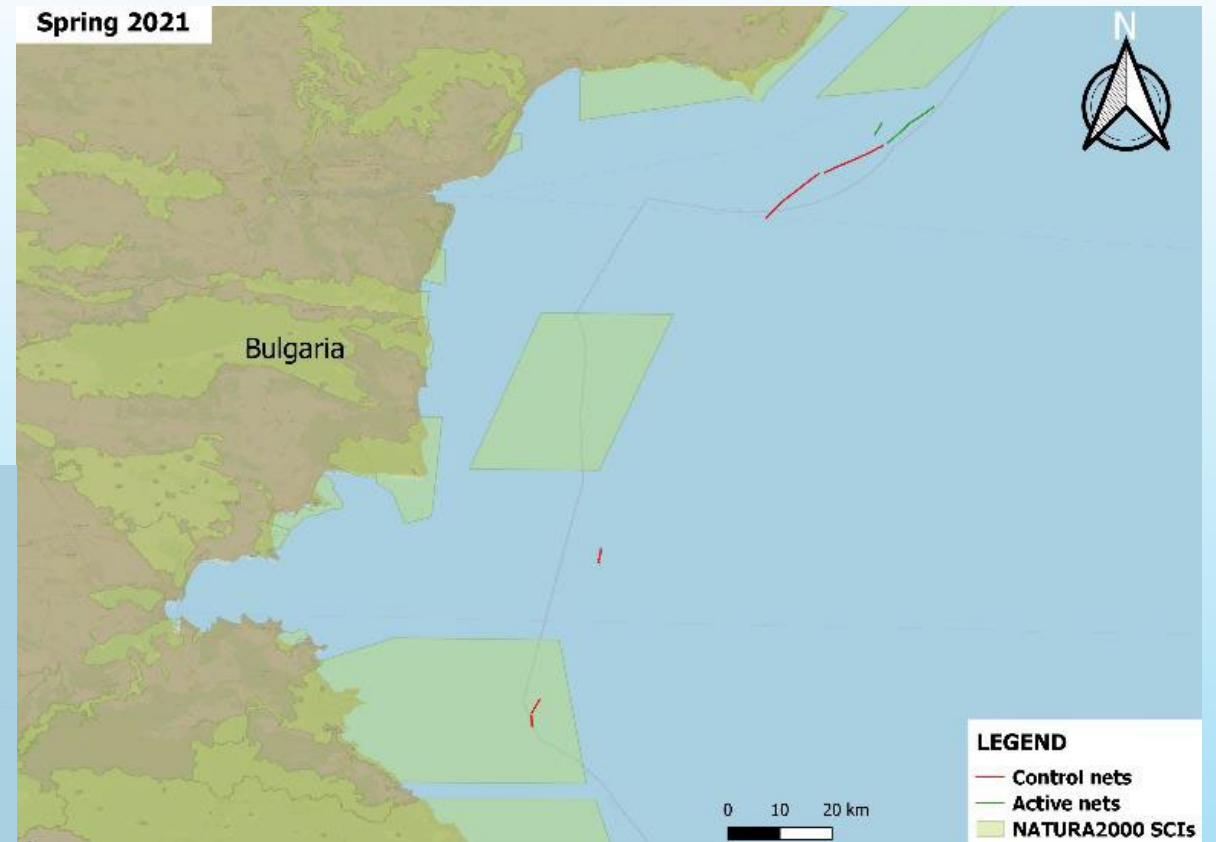 Spring 2021
N
Bulgaria
0 10 20 km
LEGEND
Control nets
Active nets
NATURA2000 SCIs